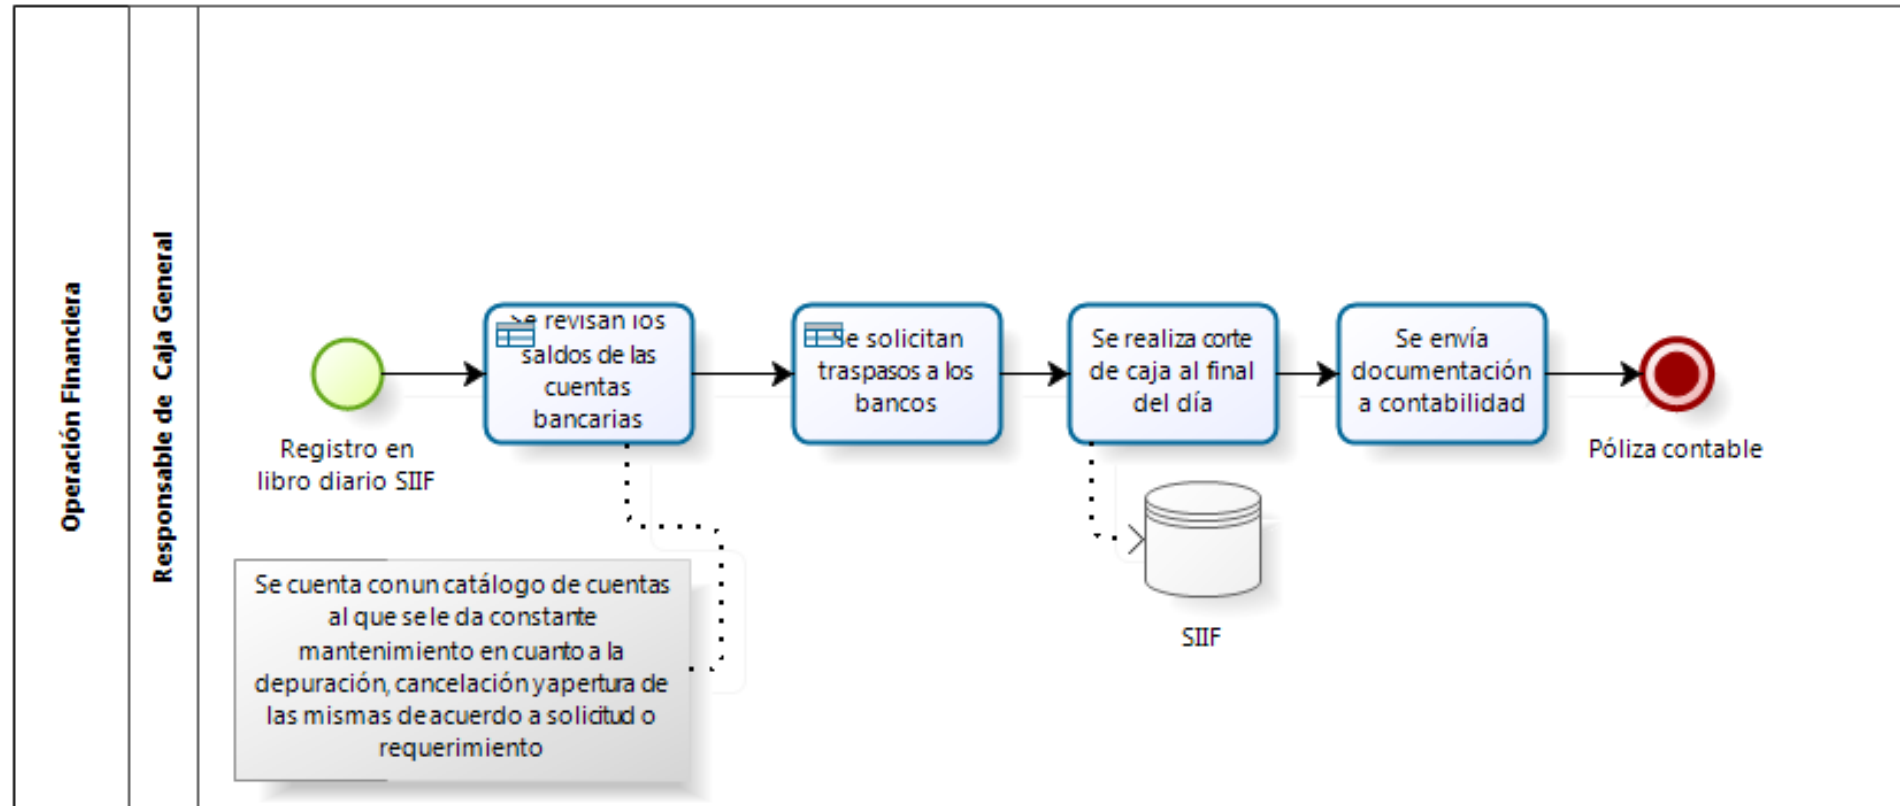 Operación Financiera
Responsable de Caja General
Registro en
libro diario SIIF
Se revisan los
saldos de las
cuentas
bancarias
Se solicitan
traspasos a los
bancos
Se realiza corte
de caja al final
del día
Se envía
documentación
a contabilidad
Póliza contable
SIIF
Se cuenta con un catálogo de cuentas
al que se le da constante
mantenimiento en cuanto a la
depuración, cancelación y apertura de
las mismas de acuerdo a solicitud o
requerimiento